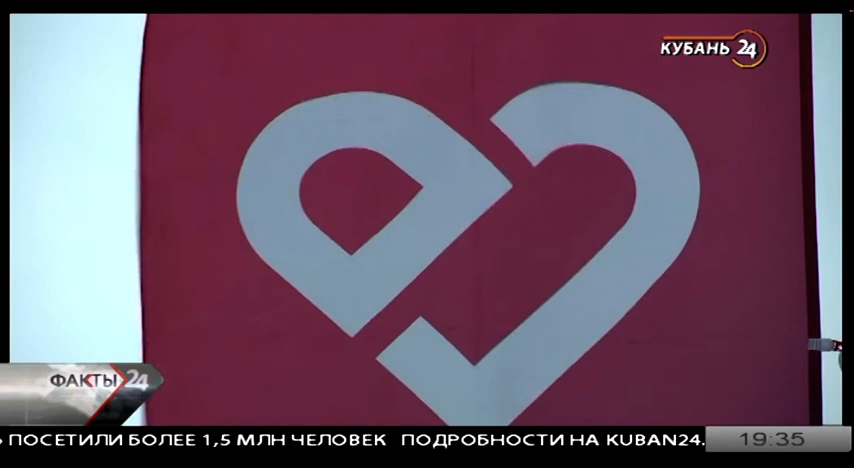 КУБАНЬ 24
ФАКТЫ 24
ПОСЕТИЛИ БОЛЕЕ 1,5 МЛН ЧЕЛОВЕК ПОДРОБНОСТИ НА KUBAN24.
19:35